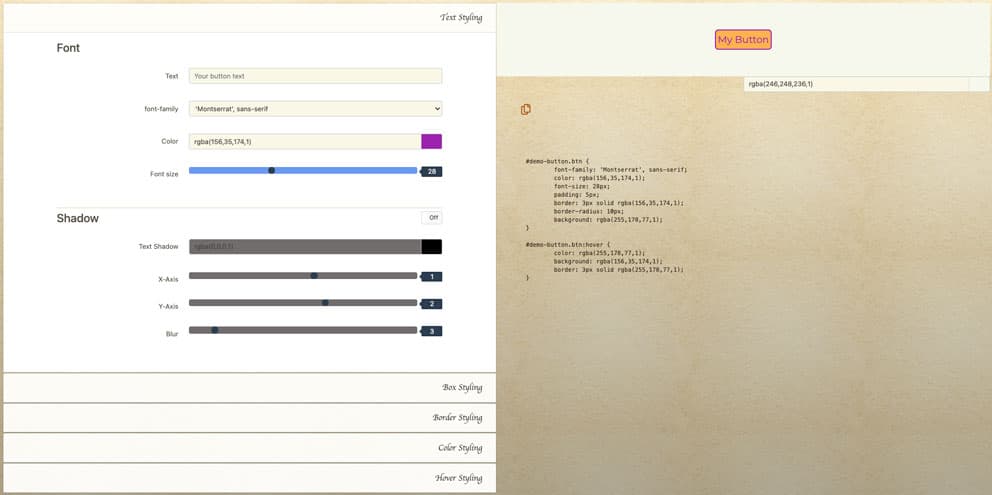 Text Styling
Font
Text
Your button text
font-family
'Montserrat', sans-serif
Color
rgba(156,35,174,1)
Font size
28
Shadow
Off
Text Shadow
rgba(0,0,0,1)
X-Axis
1
Y-Axis
2
Blur
3
Box Styling
Border Styling
Color Styling
Hover Styling
My Button
rgba(246,248,236,1)
#demo-button.btn {
font-family: 'Montserrat', sans-serif;
color: rgba(156,35,174,1);
font-size: 28px;
padding: 5px;
border: 3px solid rgba(156,35,174,1);
border-radius: 10px;
background: rgba(255,178,77,1);
}
#demo-button.btn:hover {
color: rgba(255,178,77,1);
background: rgba(156,35,174,1);
border: 3px solid rgba(255,178,77,1);
}